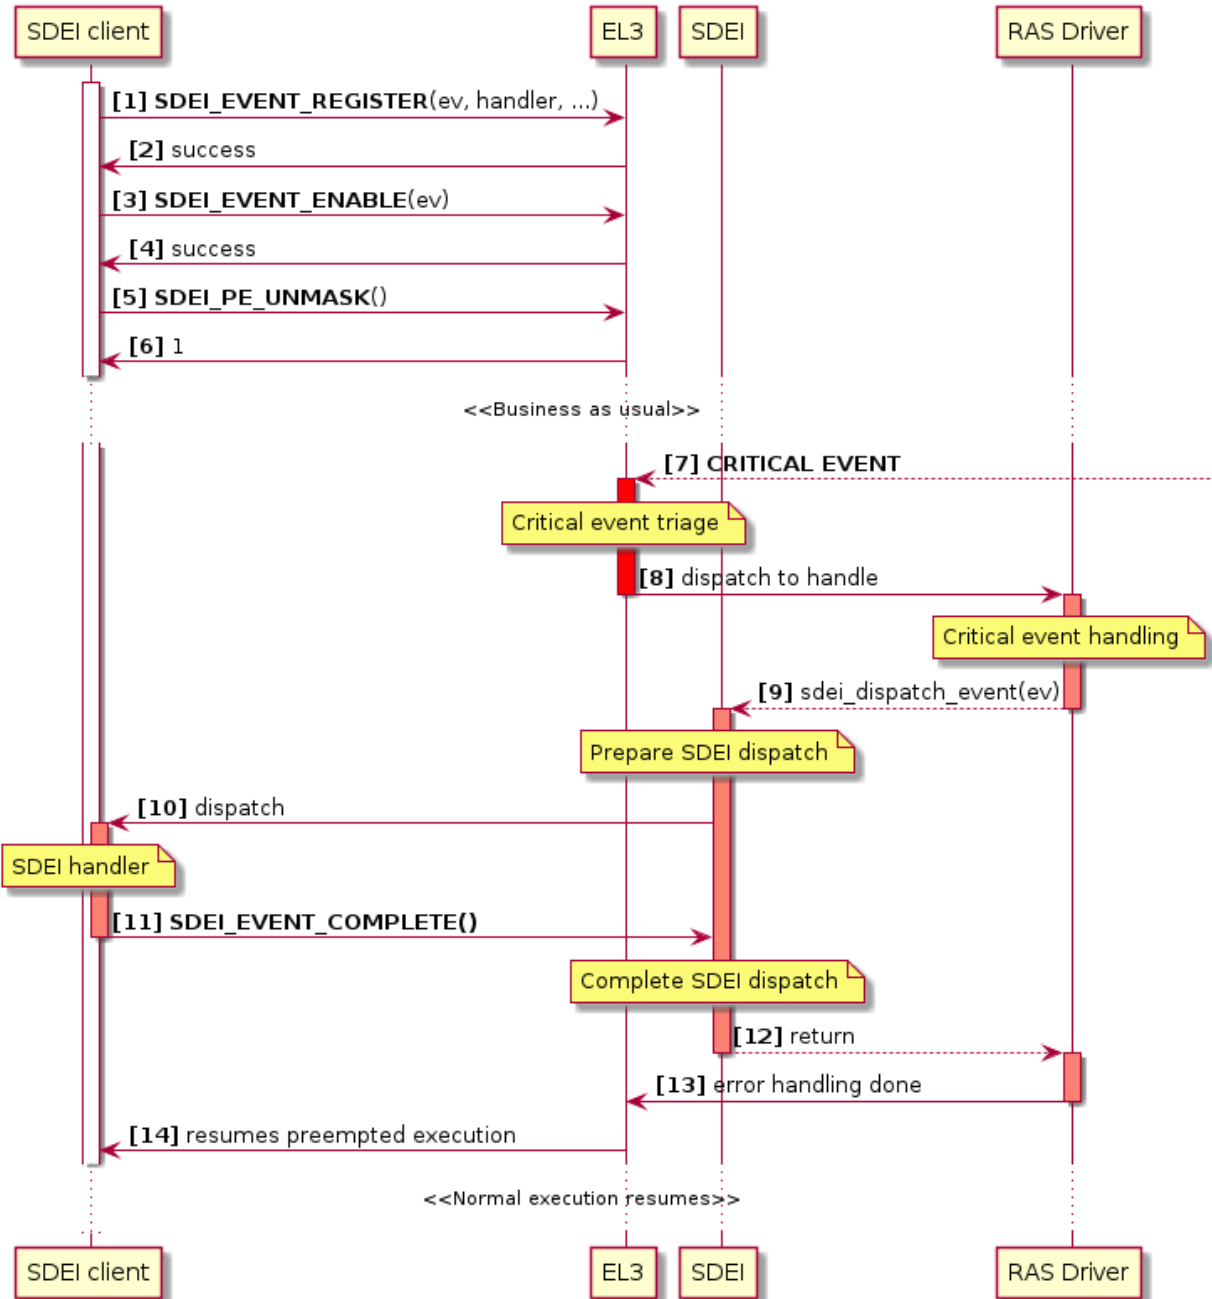 SDEI client
EL3
SDEI
RAS Driver
[1] SDEI_EVENT_REGISTER(ev, handler, ...)
[2] success
[3] SDEI_EVENT_ENABLE(ev)
[4] success
[5] SDEI_PE_UNMASK()
[6] 1
<<Business as usual>>
[7] CRITICAL EVENT
Critical event triage
[8] dispatch to handle
Critical event handling
[9] sdei_dispatch_event(ev)
Prepare SDEI dispatch
[10] dispatch
SDEI handler
[11] SDEI_EVENT_COMPLETE()
Complete SDEI dispatch
[12] return
[13] error handling done
[14] resumes preempted execution
<<Normal execution resumes>>
SDEI client
EL3
SDEI
RAS Driver